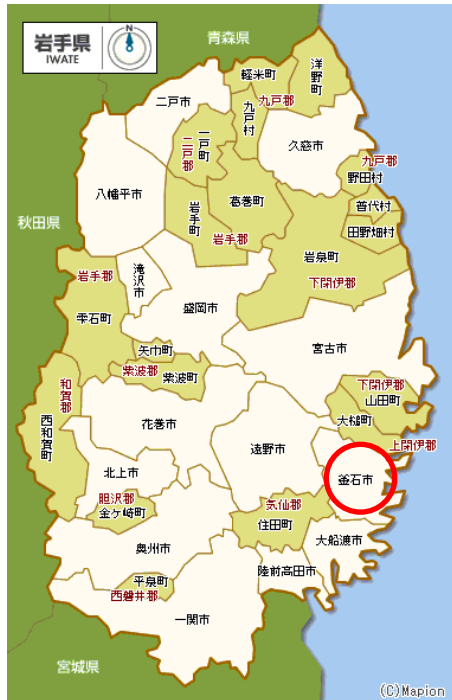 岩手県
IWATE
N
青森県
軽米町
洋野町
二戸市
九戸郡
九戸村
一戸町
二戸郡
久慈市
九戸郡
野田村
八幡平市
葛巻町
普代村
岩手町
田野畑村
秋田県
岩手郡
岩泉町
下閉伊郡
岩手郡
滝沢市
雫石町
盛岡市
矢巾町
宮古市
紫波郡
紫波町
和賀郡
下閉伊郡
山田町
西和賀町
花巻市
大槌町
遠野市
上閉伊郡
北上市
釜石市
胆沢郡
金ケ崎町
気仙郡
住田町
奥州市
大船渡市
平泉町
陸前高田市
西磐井郡
一関市
宮城県
(C)Mapion